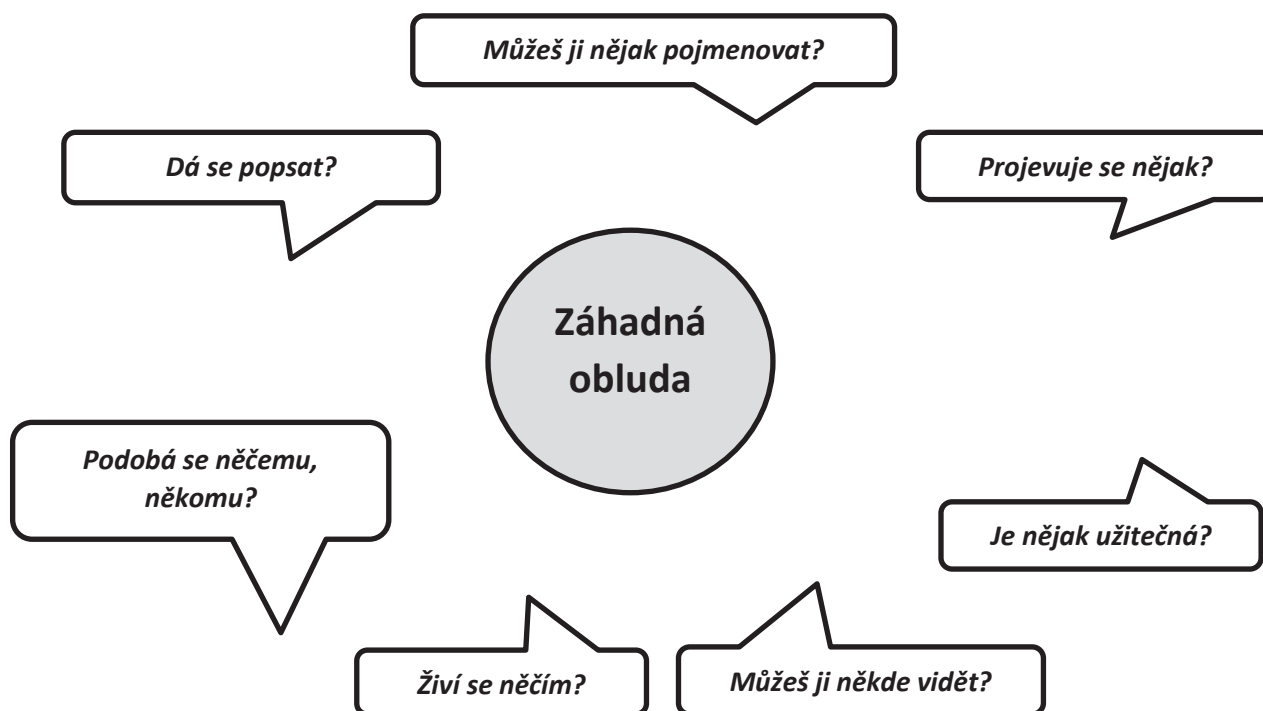 Můžeš ji nějak pojmenovat?
Dá se popsat?
Projevuje se nějak?
Záhadná
obluda
Podobá se něčemu,
někomu?
Je nějak užitečná?
Živí se něčím?
Můžeš ji někde vidět?